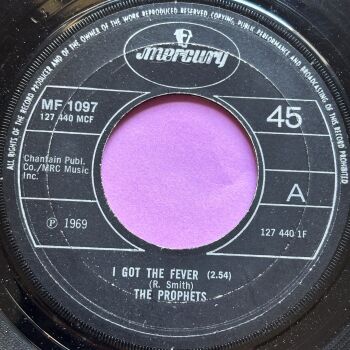 ALL RIGHTS OF THE RECORD PRODUCER AND OF THE OWNER OF THE WORK REPRODUCED RESERVED. COPYING, PUBLIC PERFORMANCE AND BROADCASTING OF THIS RECORD PROHIBITED
mercury
MF 1097
127 440 MCF
45
Chanfain Publ.
Co./MRC Music
Inc.
A
℗ 1969
127 440 1F
I GOT THE FEVER (2.54)
(R. Smith)
THE PROPHETS